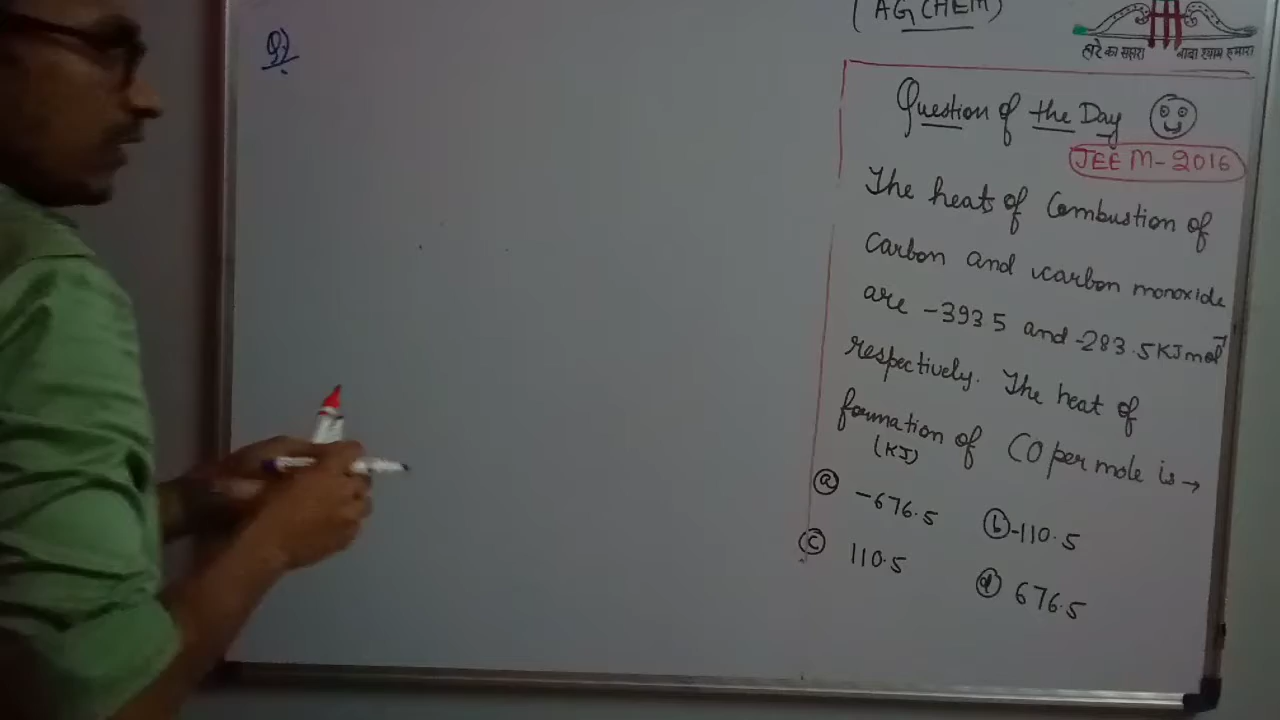 Q)
(AG CHEM)
हारे का सहारा बाबा श्याम हमारा
Question of the Day
JEE M-2016
The heats of Combustion of
Carbon and carbon monoxide
are -393 5 and -283.5 KJ mol⁻¹
respectively. The heat of
formation of CO per mole is →
(KJ)
(a) -676.5 (b) -110.5
(c) 110.5 (d) 676.5